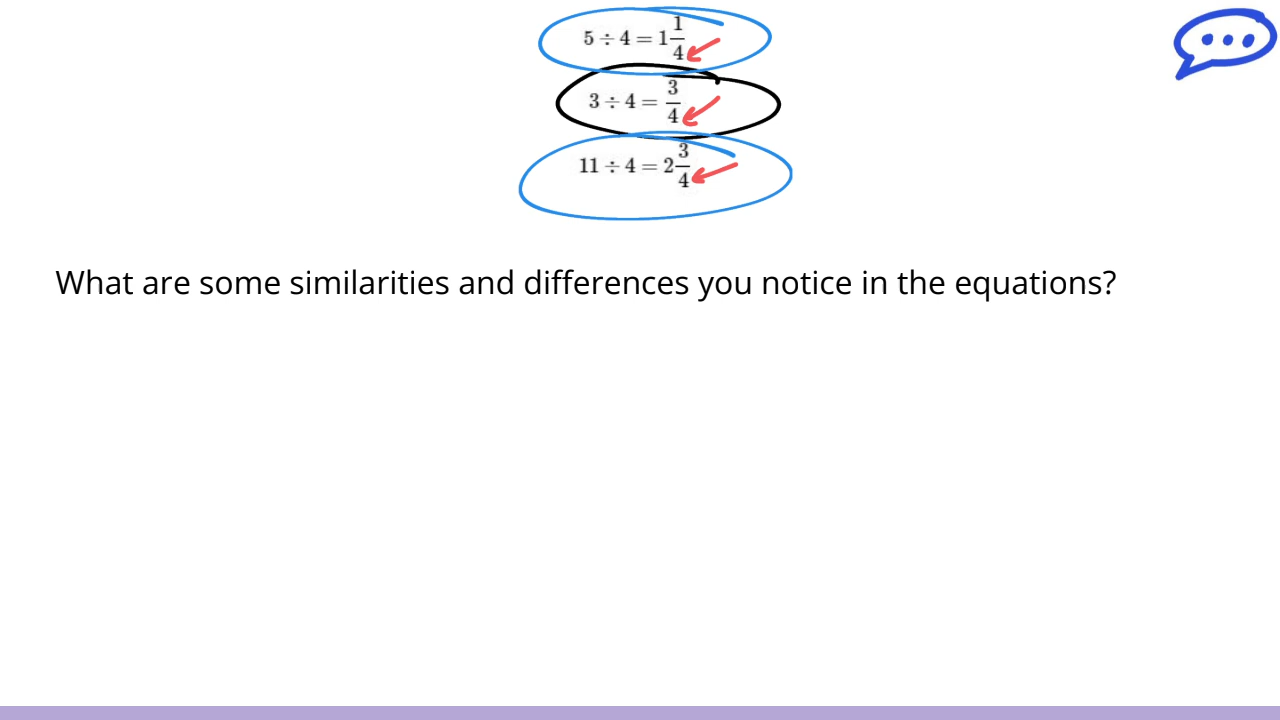 5 ÷ 4 = 1 1/4
3 ÷ 4 = 3/4
11 ÷ 4 = 2 3/4
What are some similarities and differences you notice in the equations?